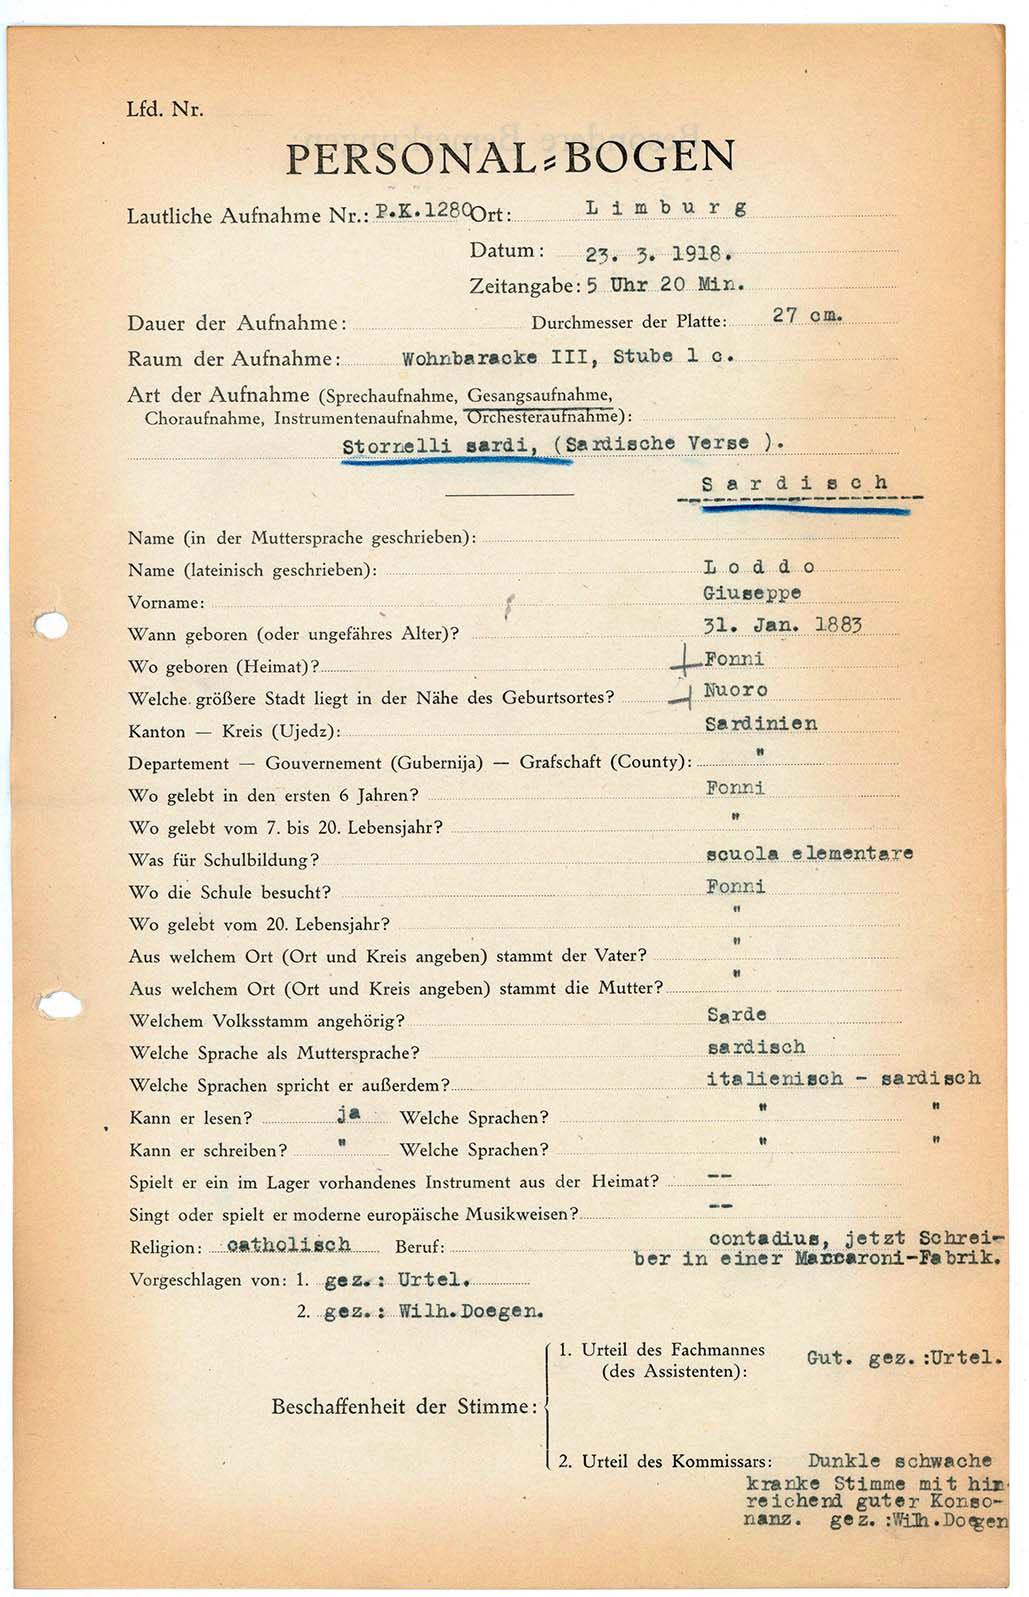 Lfd. Nr.
PERSONAL-BOGEN
Lautliche Aufnahme Nr.: P.K.1280 Ort: Limburg
Datum: 23. 3. 1918.
Zeitangabe: 5 Uhr 20 Min.
Dauer der Aufnahme: Durchmesser der Platte: 27 cm.
Raum der Aufnahme: Wohnbaracke III, Stube 1 c.
Art der Aufnahme (Sprechaufnahme, Gesangsaufnahme,
Choraufnahme, Instrumentenaufnahme, Orchesteraufnahme):
Stornelli sardi, (Sardische Verse ).
Sardisch
Name (in der Muttersprache geschrieben):
Name (lateinisch geschrieben): Loddo
Vorname: Giuseppe
Wann geboren (oder ungefähres Alter)? 31. Jan. 1883
Wo geboren (Heimat)? Fonni
Welche größere Stadt liegt in der Nähe des Geburtsortes? Nuoro
Kanton — Kreis (Ujedz): Sardinien
Departement — Gouvernement (Gubernija) — Grafschaft (County): "
Wo gelebt in den ersten 6 Jahren? Fonni
Wo gelebt vom 7. bis 20. Lebensjahr? "
Was für Schulbildung? scuola elementare
Wo die Schule besucht? Fonni
Wo gelebt vom 20. Lebensjahr? "
Aus welchem Ort (Ort und Kreis angeben) stammt der Vater? "
Aus welchem Ort (Ort und Kreis angeben) stammt die Mutter? "
Welchem Volksstamm angehörig? Sarde
Welche Sprache als Muttersprache? sardisch
Welche Sprachen spricht er außerdem? italienisch - sardisch
Kann er lesen? ja Welche Sprachen? " "
Kann er schreiben? " Welche Sprachen? " "
Spielt er ein im Lager vorhandenes Instrument aus der Heimat? --
Singt oder spielt er moderne europäische Musikweisen? --
Religion: catholisch Beruf: contadius, jetzt Schrei-
ber in einer Maccaroni-Fabrik.
Vorgeschlagen von: 1. gez.: Urtel.
2. gez.: Wilh.Doegen.
1. Urteil des Fachmannes
(des Assistenten): Gut. gez.:Urtel.
Beschaffenheit der Stimme:
2. Urteil des Kommissars: Dunkle schwache
kranke Stimme mit hin
reichend guter Konso-
nanz. gez.:Wilh.Doegen